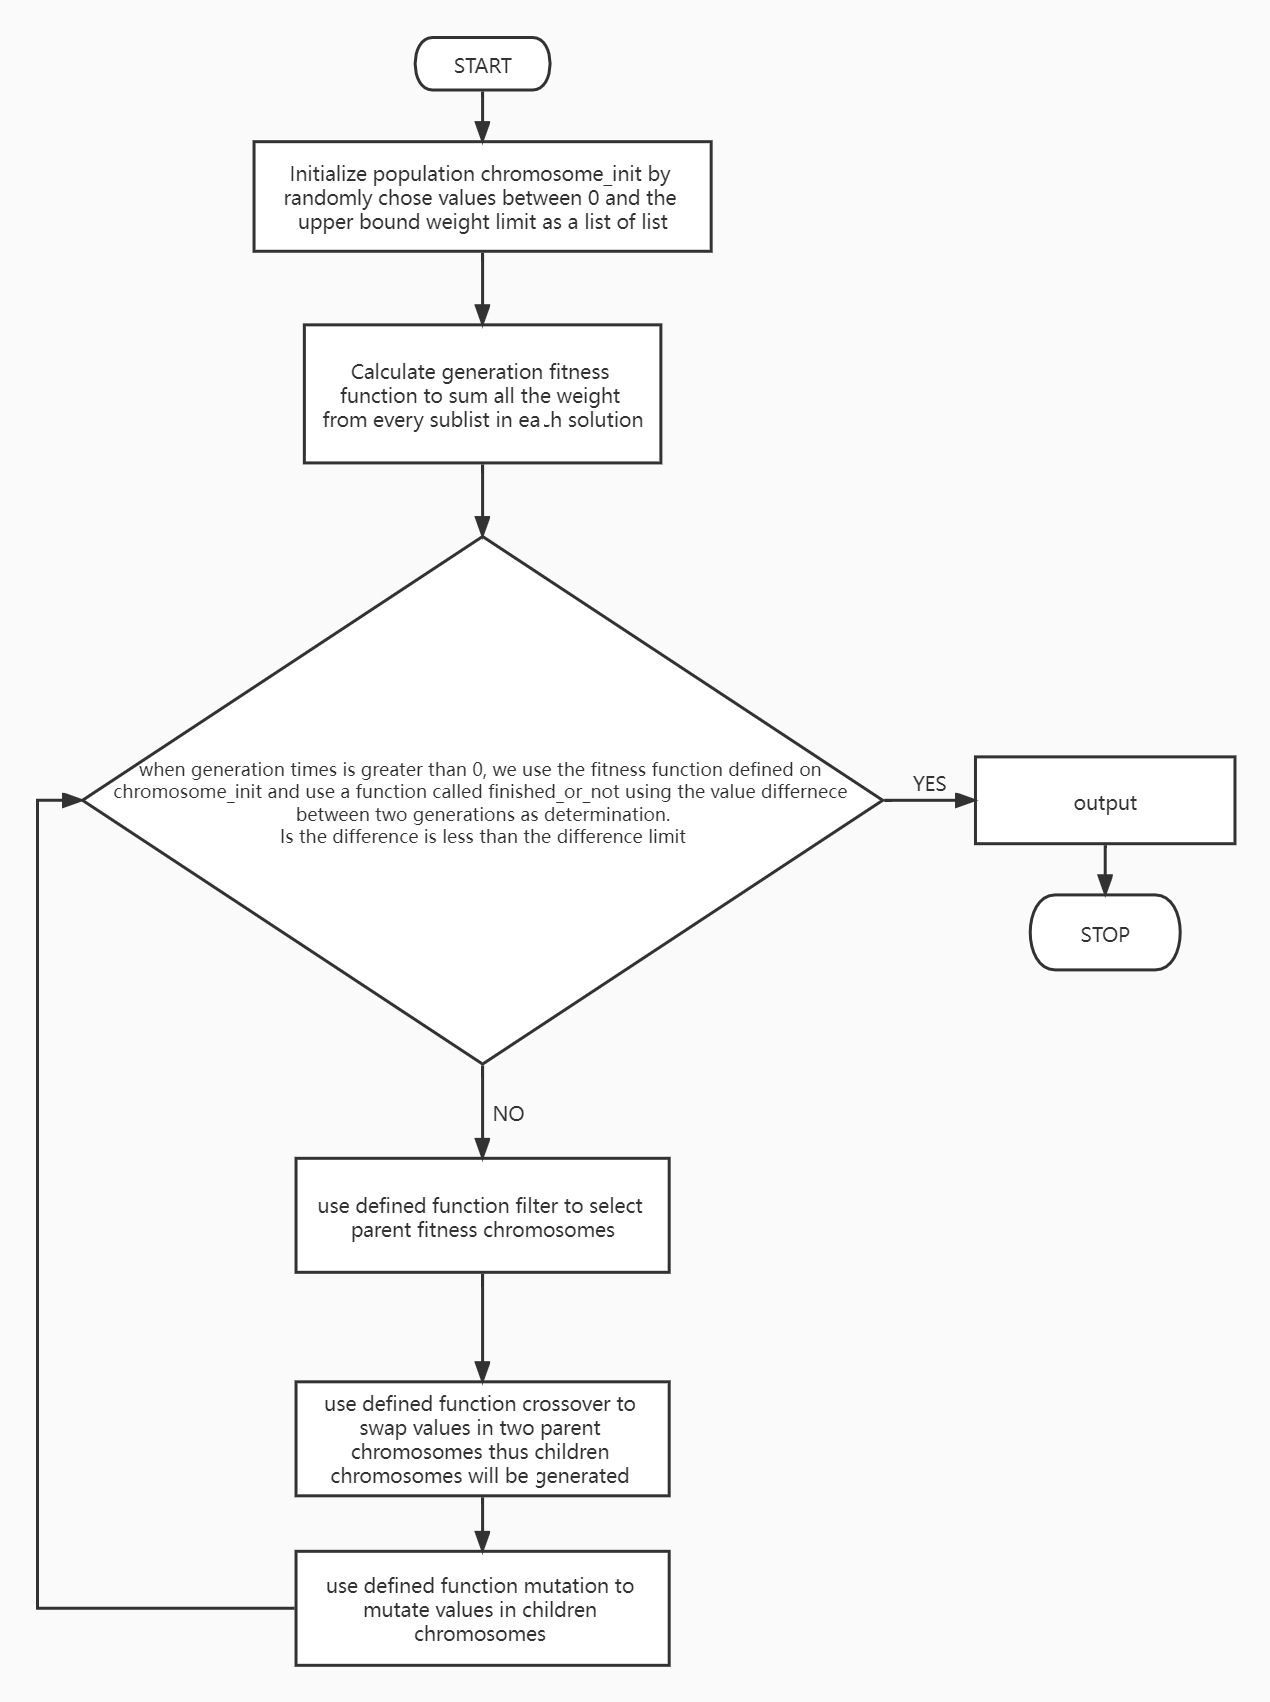 START
Initialize population chromosome_init by
randomly chose values between 0 and the
upper bound weight limit as a list of list
Calculate generation fitness
function to sum all the weight
from every sublist in each solution
when generation times is greater than 0, we use the fitness function defined on
chromosome_init and use a function called finished_or_not using the value differnece
between two generations as determination.
Is the difference is less than the difference limit
YES
output
STOP
NO
use defined function filter to select
parent fitness chromosomes
use defined function crossover to
swap values in two parent
chromosomes thus children
chromosomes will be generated
use defined function mutation to
mutate values in children
chromosomes